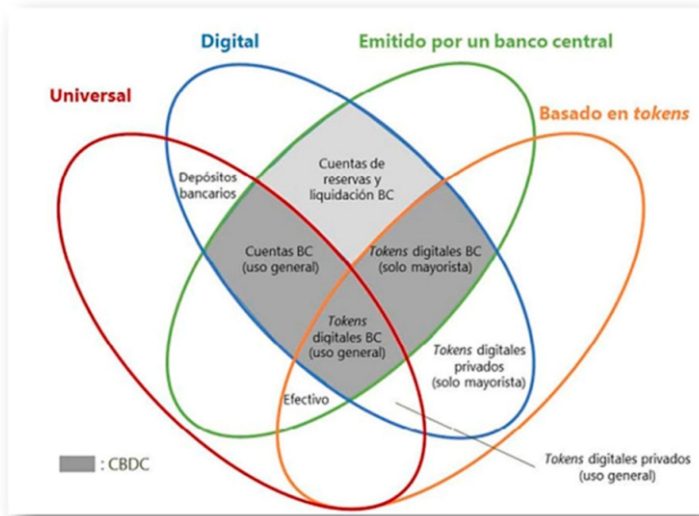 Digital
Emitido por un banco central
Universal
Basado en tokens
Cuentas de
reservas y
liquidación BC
Depósitos
bancarios
Cuentas BC
(uso general)
Tokens digitales BC
(solo mayorista)
Tokens
digitales BC
(uso general)
Tokens digitales
privados
(solo mayorista)
Efectivo
Tokens digitales privados
(uso general)
: CBDC